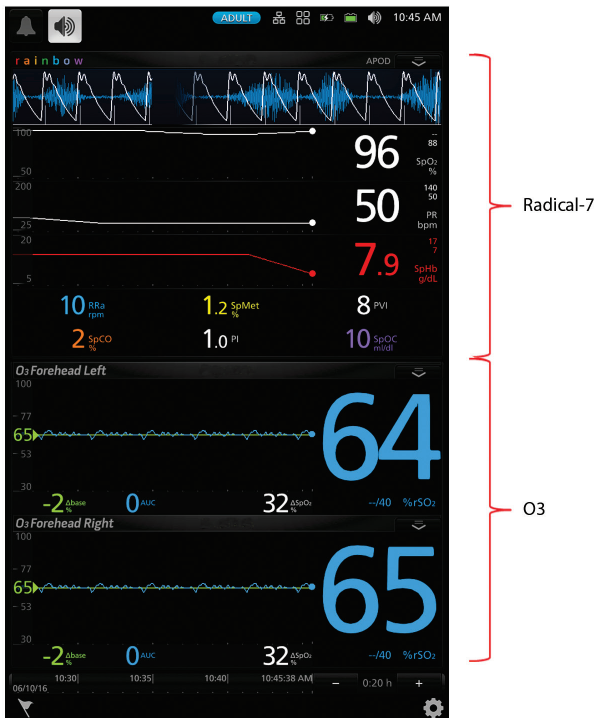 ADULT 10:45 AM
rainbow APOD
100
50
96
--
88
SpO₂
%
200
25
50
140
50
PR
bpm
20
5
7.9
17
7
SpHb
g/dL
10 RRa rpm 1.2 SpMet % 8 PVI
2 SpCO % 1.0 PI 10 SpOC ml/dl
Radical-7
O3 Forehead Left
100
77
65
53
30
64
-2 Δbase % 0 AUC 32 ΔSpO₂ % --/40 %rSO₂
O3 Forehead Right
100
77
65
53
30
65
-2 Δbase % 0 AUC 32 ΔSpO₂ % --/40 %rSO₂
O3
10:30| 10:35| 10:40| 10:45:38 AM − 0:20 h +
06/10/16